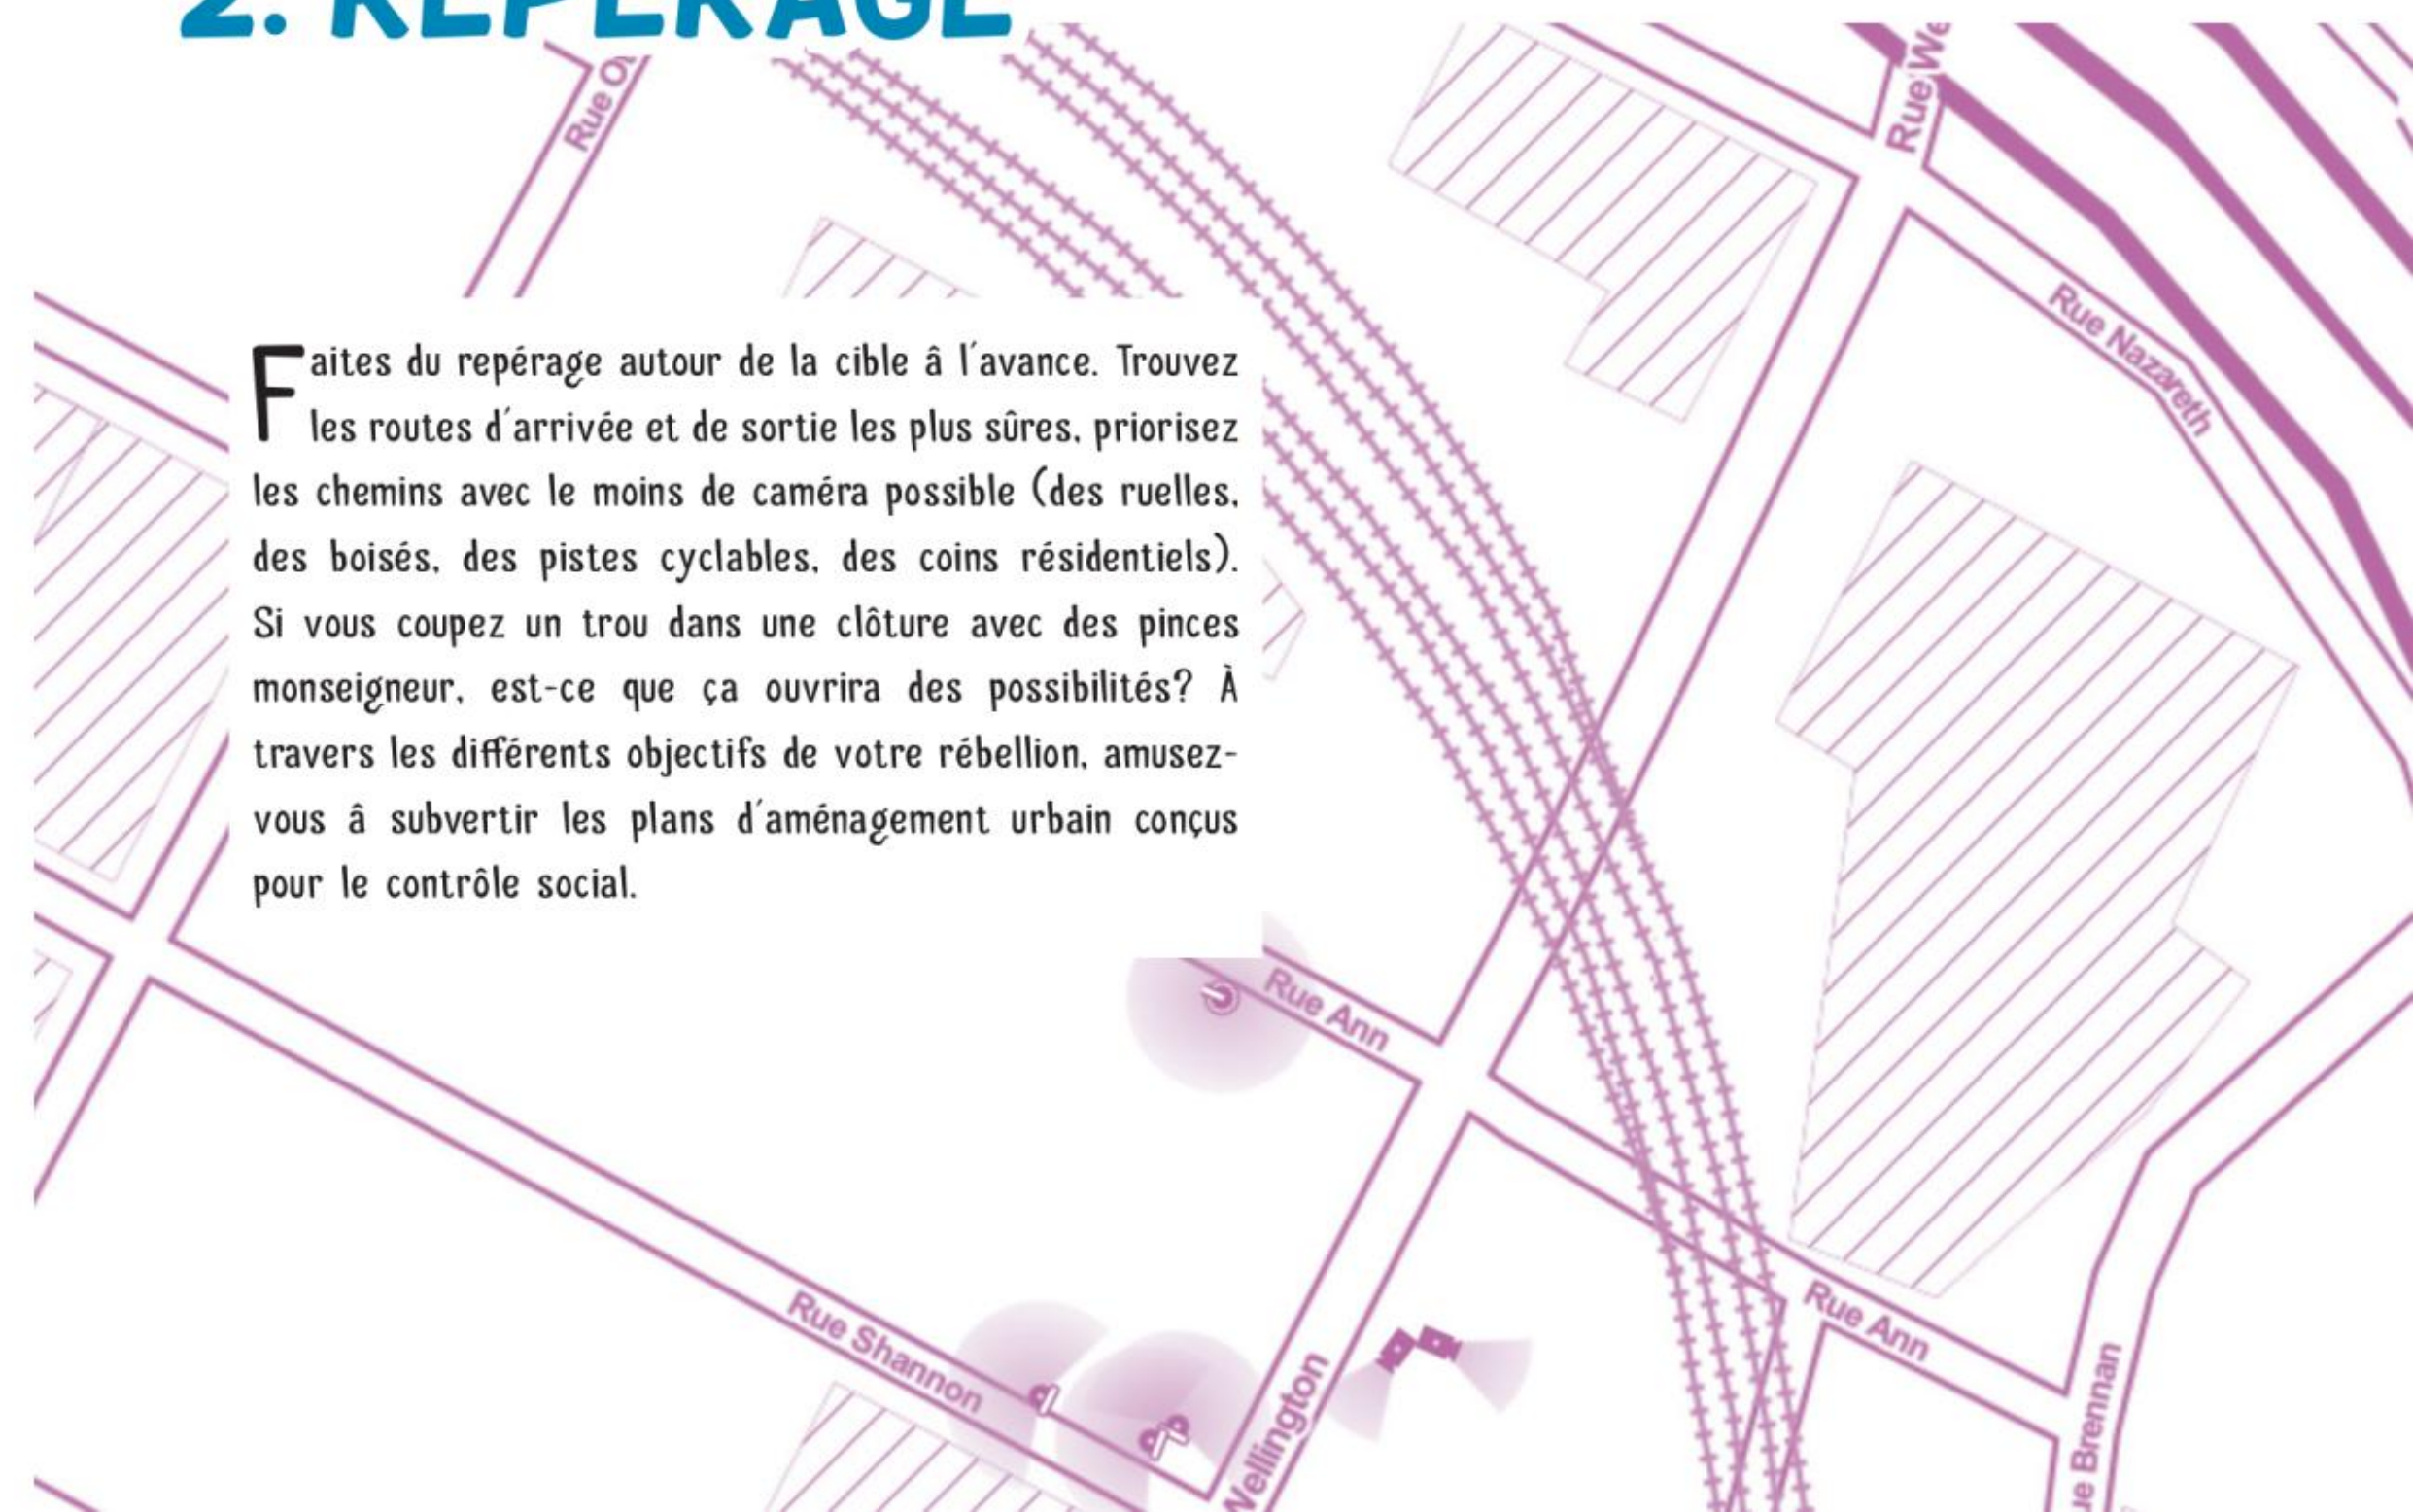 2. REPÉRAGE
Rue
Rue We
Rue Nazareth
Faites du repérage autour de la cible â l'avance. Trouvez
les routes d'arrivée et de sortie les plus sûres, priorisez
les chemins avec le moins de caméra possible (des ruelles,
des boisés, des pistes cyclables, des coins résidentiels).
Si vous coupez un trou dans une clôture avec des pinces
monseigneur, est-ce que ça ouvrira des possibilités? À
travers les différents objectifs de votre rébellion, amusez-
vous â subvertir les plans d'aménagement urbain conçus
pour le contrôle social.
Rue Ann
Rue Shannon
Wellington
Rue Ann
ue Brennan